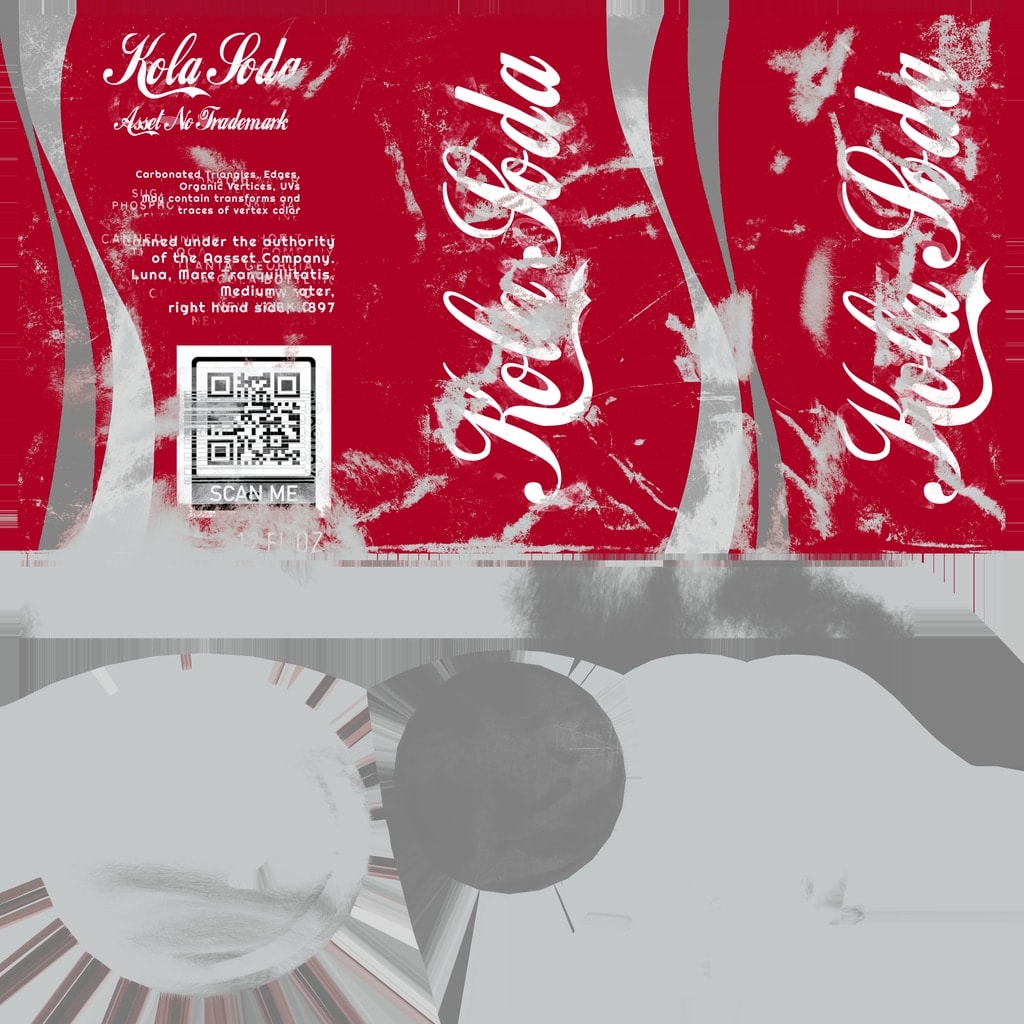 Kola Soda
Asset No Trademark
Carbonated Triangles, Edges,
Organic Vertices, UVs
may contain transforms and
traces of vertex color
Canned under the authority
of the Aasset Company.
Luna, Mare Tranquillitatis,
Medium
right hand side, 1897
SCAN ME
FL OZ
Kola Soda
Kola Soda